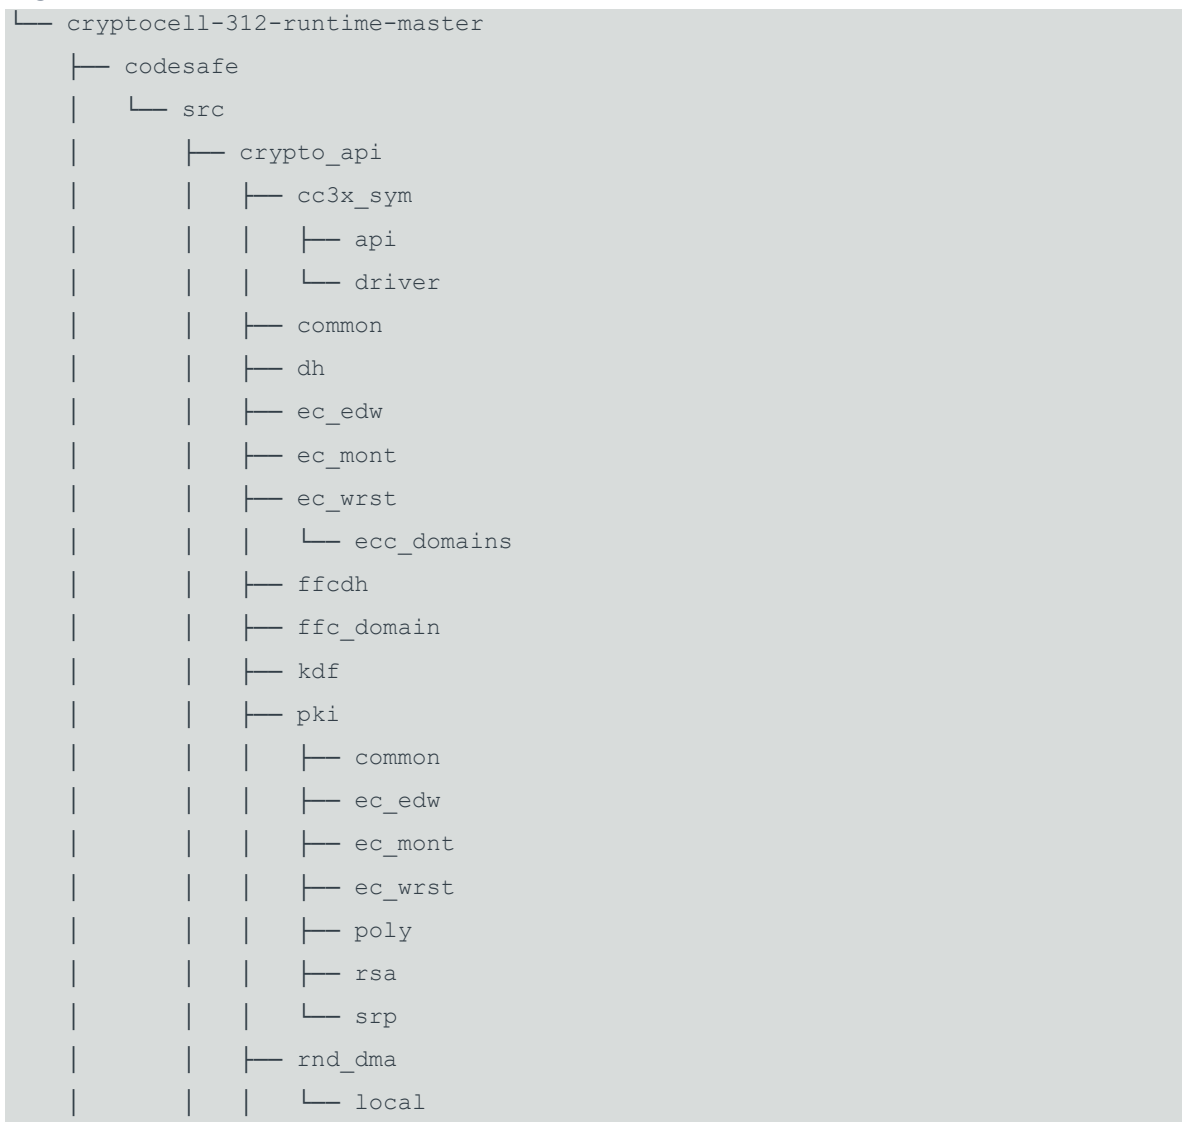 └── cryptocell-312-runtime-master
    ├── codesafe
    │   └── src
    │       ├── crypto_api
    │       │   ├── cc3x_sym
    │       │   │   ├── api
    │       │   │   └── driver
    │       │   ├── common
    │       │   ├── dh
    │       │   ├── ec_edw
    │       │   ├── ec_mont
    │       │   ├── ec_wrst
    │       │   │   └── ecc_domains
    │       │   ├── ffcdh
    │       │   ├── ffc_domain
    │       │   ├── kdf
    │       │   ├── pki
    │       │   │   ├── common
    │       │   │   ├── ec_edw
    │       │   │   ├── ec_mont
    │       │   │   ├── ec_wrst
    │       │   │   ├── poly
    │       │   │   ├── rsa
    │       │   │   └── srp
    │       │   ├── rnd_dma
    │       │   │   └── local